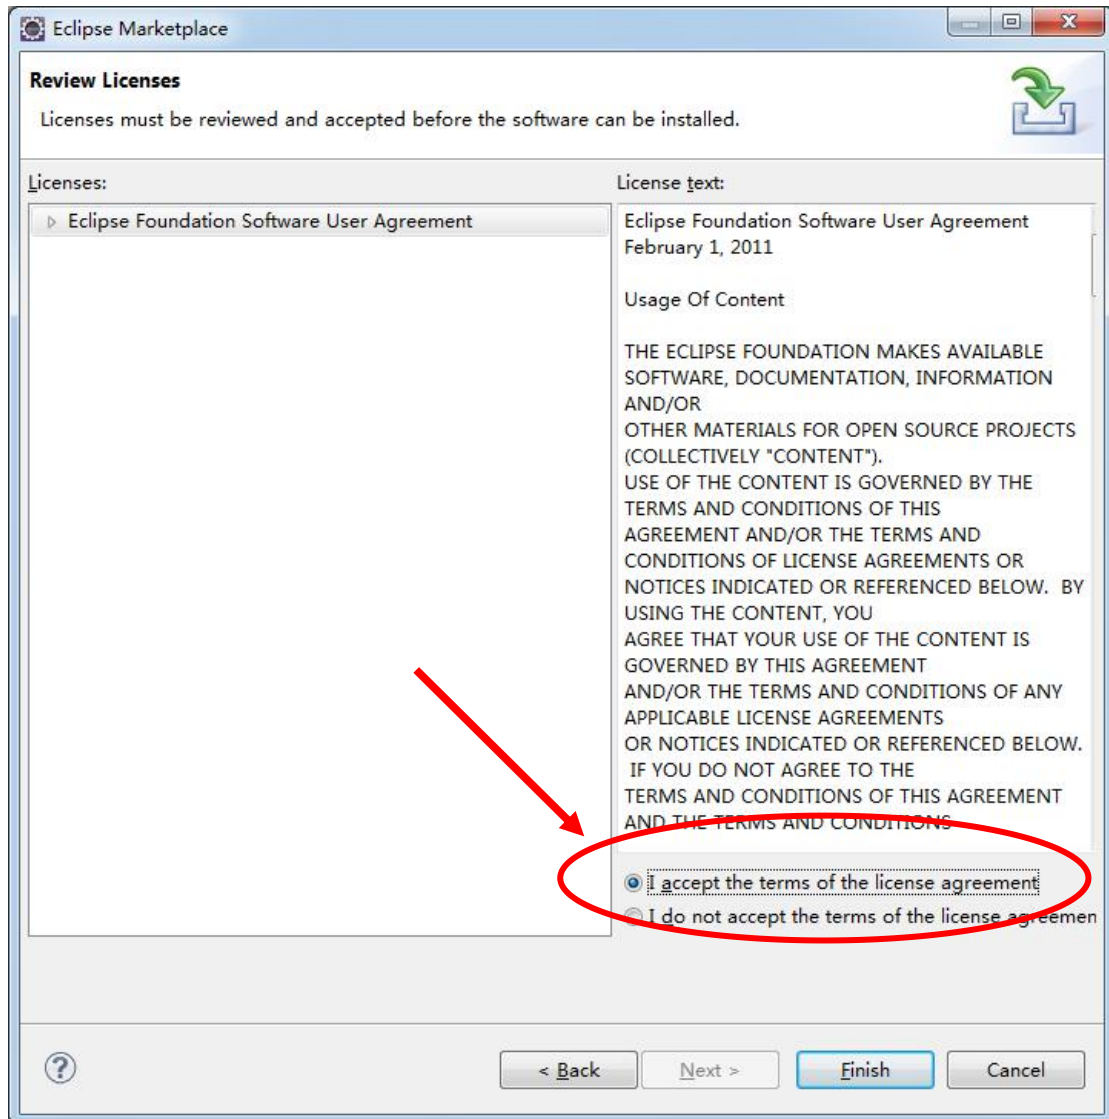 Eclipse Marketplace
Review Licenses
Licenses must be reviewed and accepted before the software can be installed.
Licenses:
Eclipse Foundation Software User Agreement
License text:
Eclipse Foundation Software User Agreement
February 1, 2011
Usage Of Content
THE ECLIPSE FOUNDATION MAKES AVAILABLE
SOFTWARE, DOCUMENTATION, INFORMATION
AND/OR
OTHER MATERIALS FOR OPEN SOURCE PROJECTS
(COLLECTIVELY "CONTENT").
USE OF THE CONTENT IS GOVERNED BY THE
TERMS AND CONDITIONS OF THIS
AGREEMENT AND/OR THE TERMS AND
CONDITIONS OF LICENSE AGREEMENTS OR
NOTICES INDICATED OR REFERENCED BELOW.  BY
USING THE CONTENT, YOU
AGREE THAT YOUR USE OF THE CONTENT IS
GOVERNED BY THIS AGREEMENT
AND/OR THE TERMS AND CONDITIONS OF ANY
APPLICABLE LICENSE AGREEMENTS
OR NOTICES INDICATED OR REFERENCED BELOW.
IF YOU DO NOT AGREE TO THE
TERMS AND CONDITIONS OF THIS AGREEMENT
AND THE TERMS AND CONDITIONS
I accept the terms of the license agreement
I do not accept the terms of the license agreemen
?
< Back
Next >
Finish
Cancel